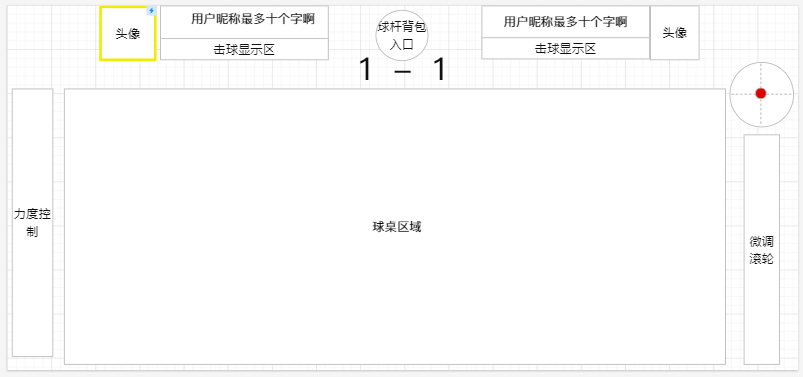 头像
用户昵称最多十个字啊
击球显示区
球杆背包
入口
1 – 1
用户昵称最多十个字啊
击球显示区
头像
力度控
制
球桌区域
微调
滚轮